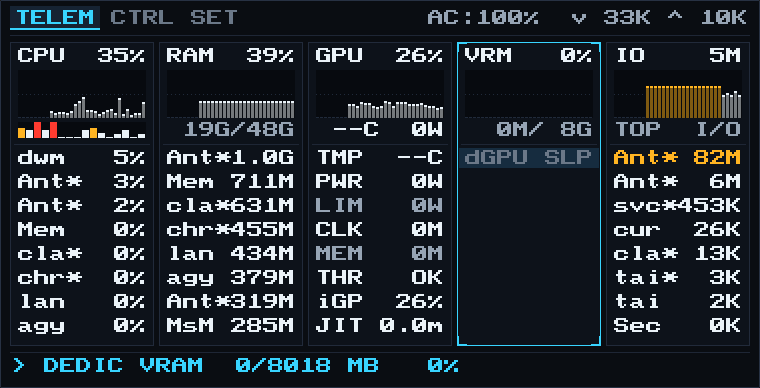 TELEM CTRL SET AC:100% v 33K ^ 10K
CPU 35%
dwm 5%
Ant* 3%
Ant* 2%
Mem 0%
cla* 0%
chr* 0%
lan 0%
agy 0%
RAM 39%
19G/48G
Ant*1.0G
Mem 711M
cla*631M
chr*455M
lan 434M
agy 379M
Ant*319M
MsM 285M
GPU 26%
--C 0W
TMP --C
PWR 0W
LIM 0W
CLK 0M
MEM 0M
THR OK
iGP 26%
JIT 0.0m
VRM 0%
0M/ 8G
dGPU SLP
IO 5M
TOP I/O
Ant* 82M
Ant* 6M
svc*453K
cur 26K
cla* 13K
tai* 3K
tai 2K
Sec 0K
> DEDIC VRAM 0/8018 MB 0%